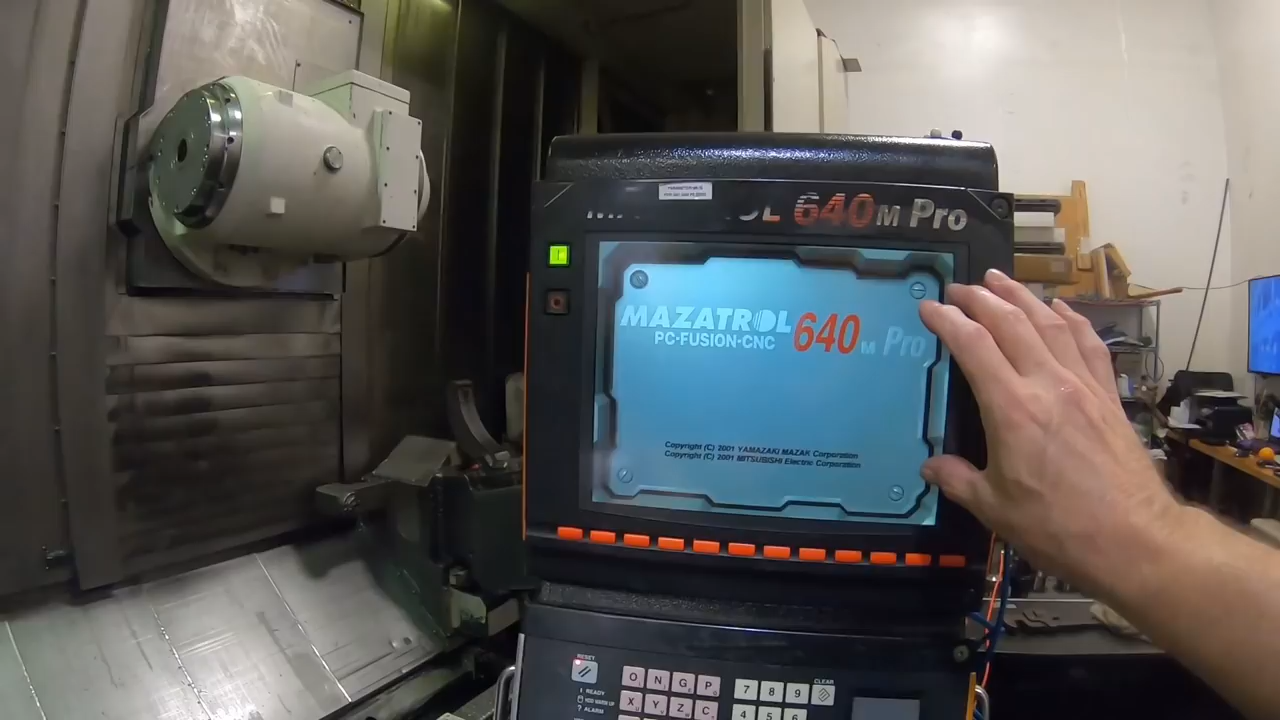 640M Pro
MAZATROL 640M Pro
PC-FUSION-CNC
Copyright (C) 2001 YAMAZAKI MAZAK Corporation
Copyright (C) 2001 MITSUBISHI Electric Corporation
RESET
READY
ALARM
O N G P
7 8 9
CLEAR
X Y Z C
4 5 6